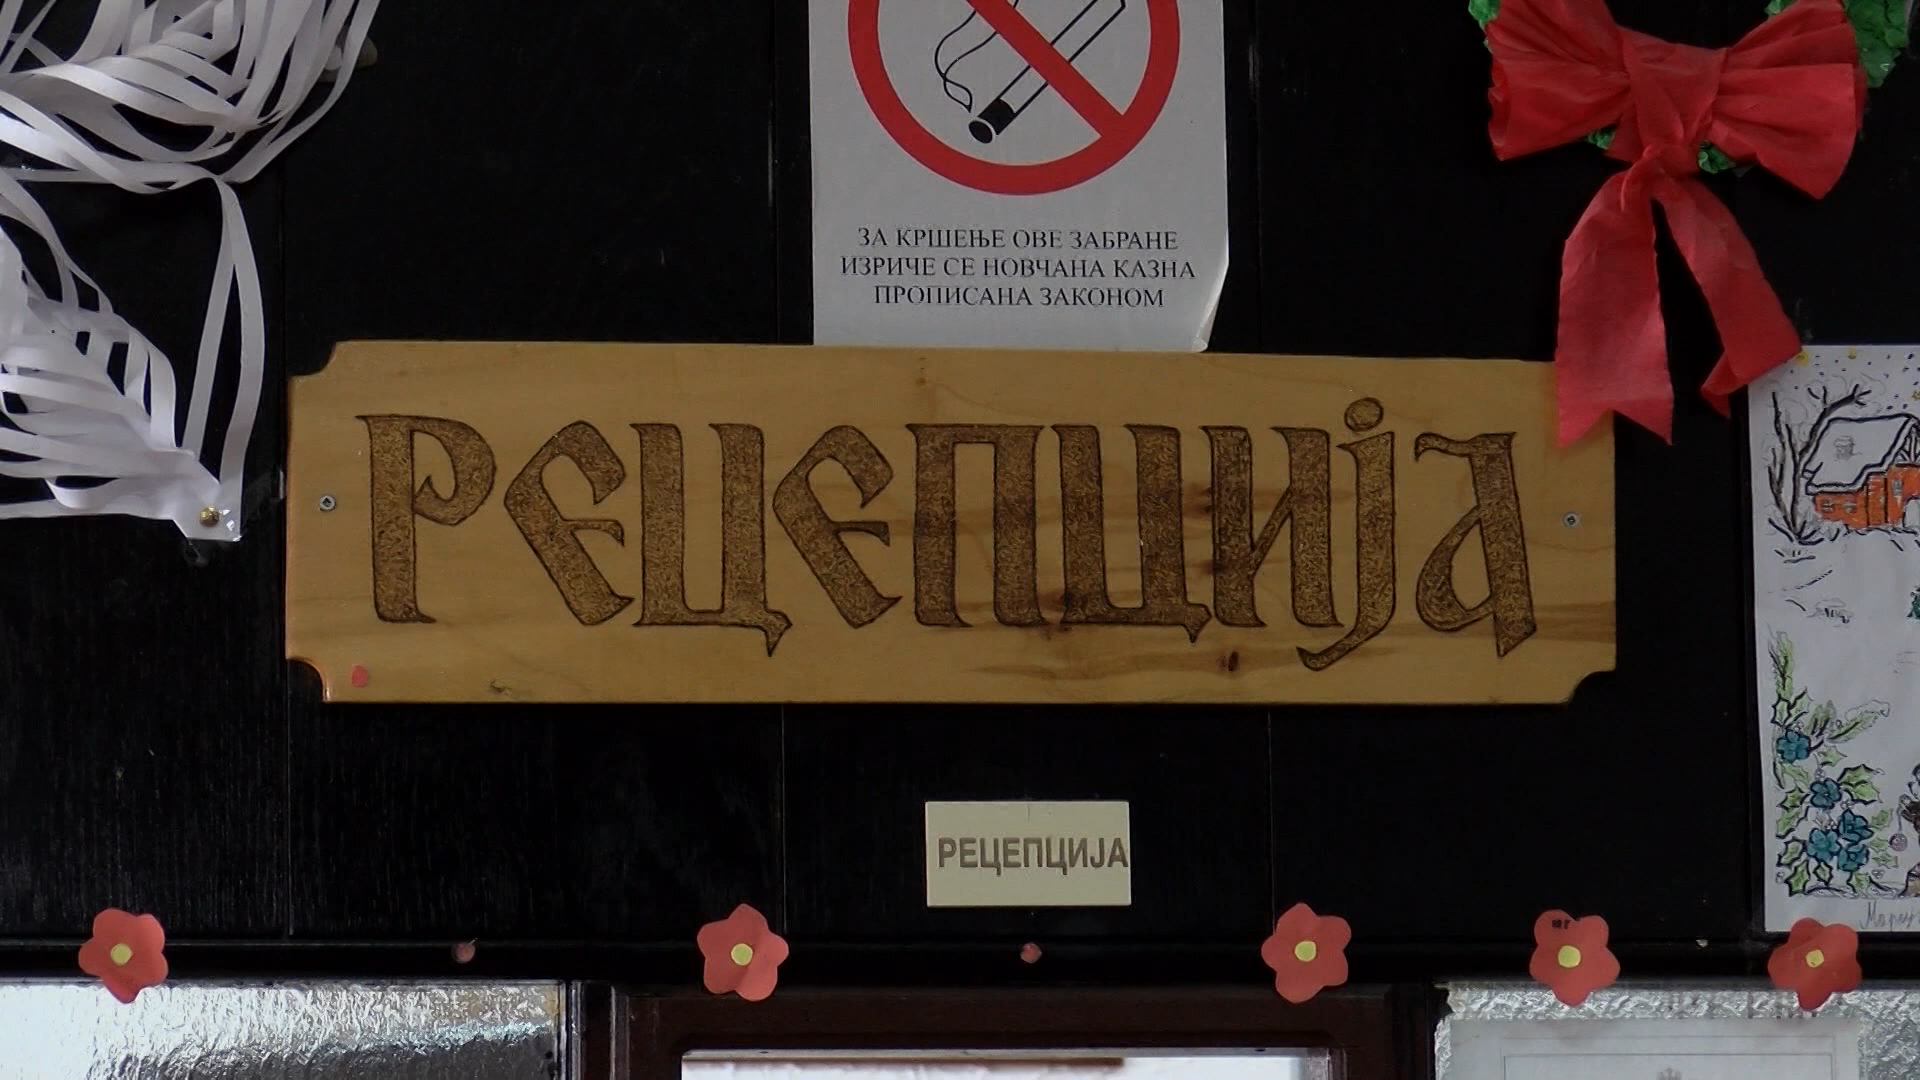 ЗА КРШЕЊЕ ОВЕ ЗАБРАНЕ
ИЗРИЧЕ СЕ НОВЧАНА КАЗНА
ПРОПИСАНА ЗАКОНОМ
РЕЦЕПЦИЈА
РЕЦЕПЦИЈА